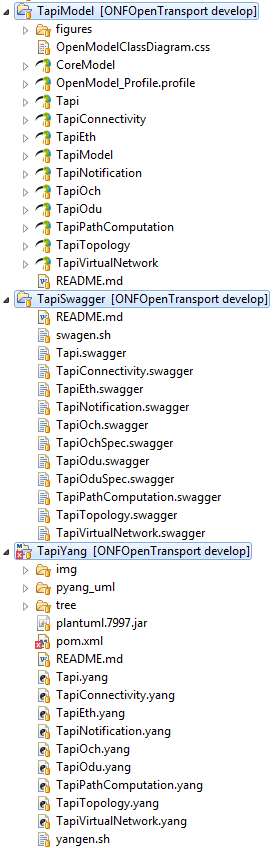 TapiModel [ONFOpenTransport develop]
figures
OpenModelClassDiagram.css
CoreModel
OpenModel_Profile.profile
Tapi
TapiConnectivity
TapiEth
TapiModel
TapiNotification
TapiOch
TapiOdu
TapiPathComputation
TapiTopology
TapiVirtualNetwork
README.md
TapiSwagger [ONFOpenTransport develop]
README.md
swagen.sh
Tapi.swagger
TapiConnectivity.swagger
TapiEth.swagger
TapiNotification.swagger
TapiOch.swagger
TapiOchSpec.swagger
TapiOdu.swagger
TapiOduSpec.swagger
TapiPathComputation.swagger
TapiTopology.swagger
TapiVirtualNetwork.swagger
TapiYang [ONFOpenTransport develop]
img
pyang_uml
tree
plantuml.7997.jar
pom.xml
README.md
Tapi.yang
TapiConnectivity.yang
TapiEth.yang
TapiNotification.yang
TapiOch.yang
TapiOdu.yang
TapiPathComputation.yang
TapiTopology.yang
TapiVirtualNetwork.yang
yangen.sh